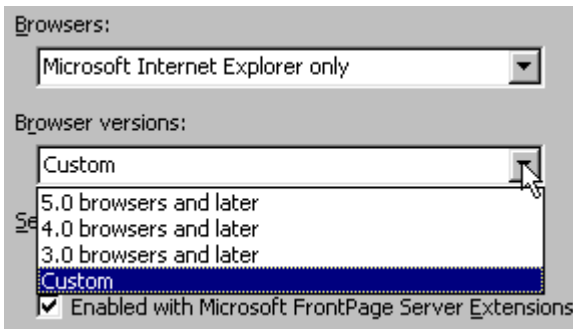 Browsers:
Microsoft Internet Explorer only
Browser versions:
Custom
5.0 browsers and later
Se
4.0 browsers and later
3.0 browsers and later
Custom
Enabled with Microsoft FrontPage Server Extensions